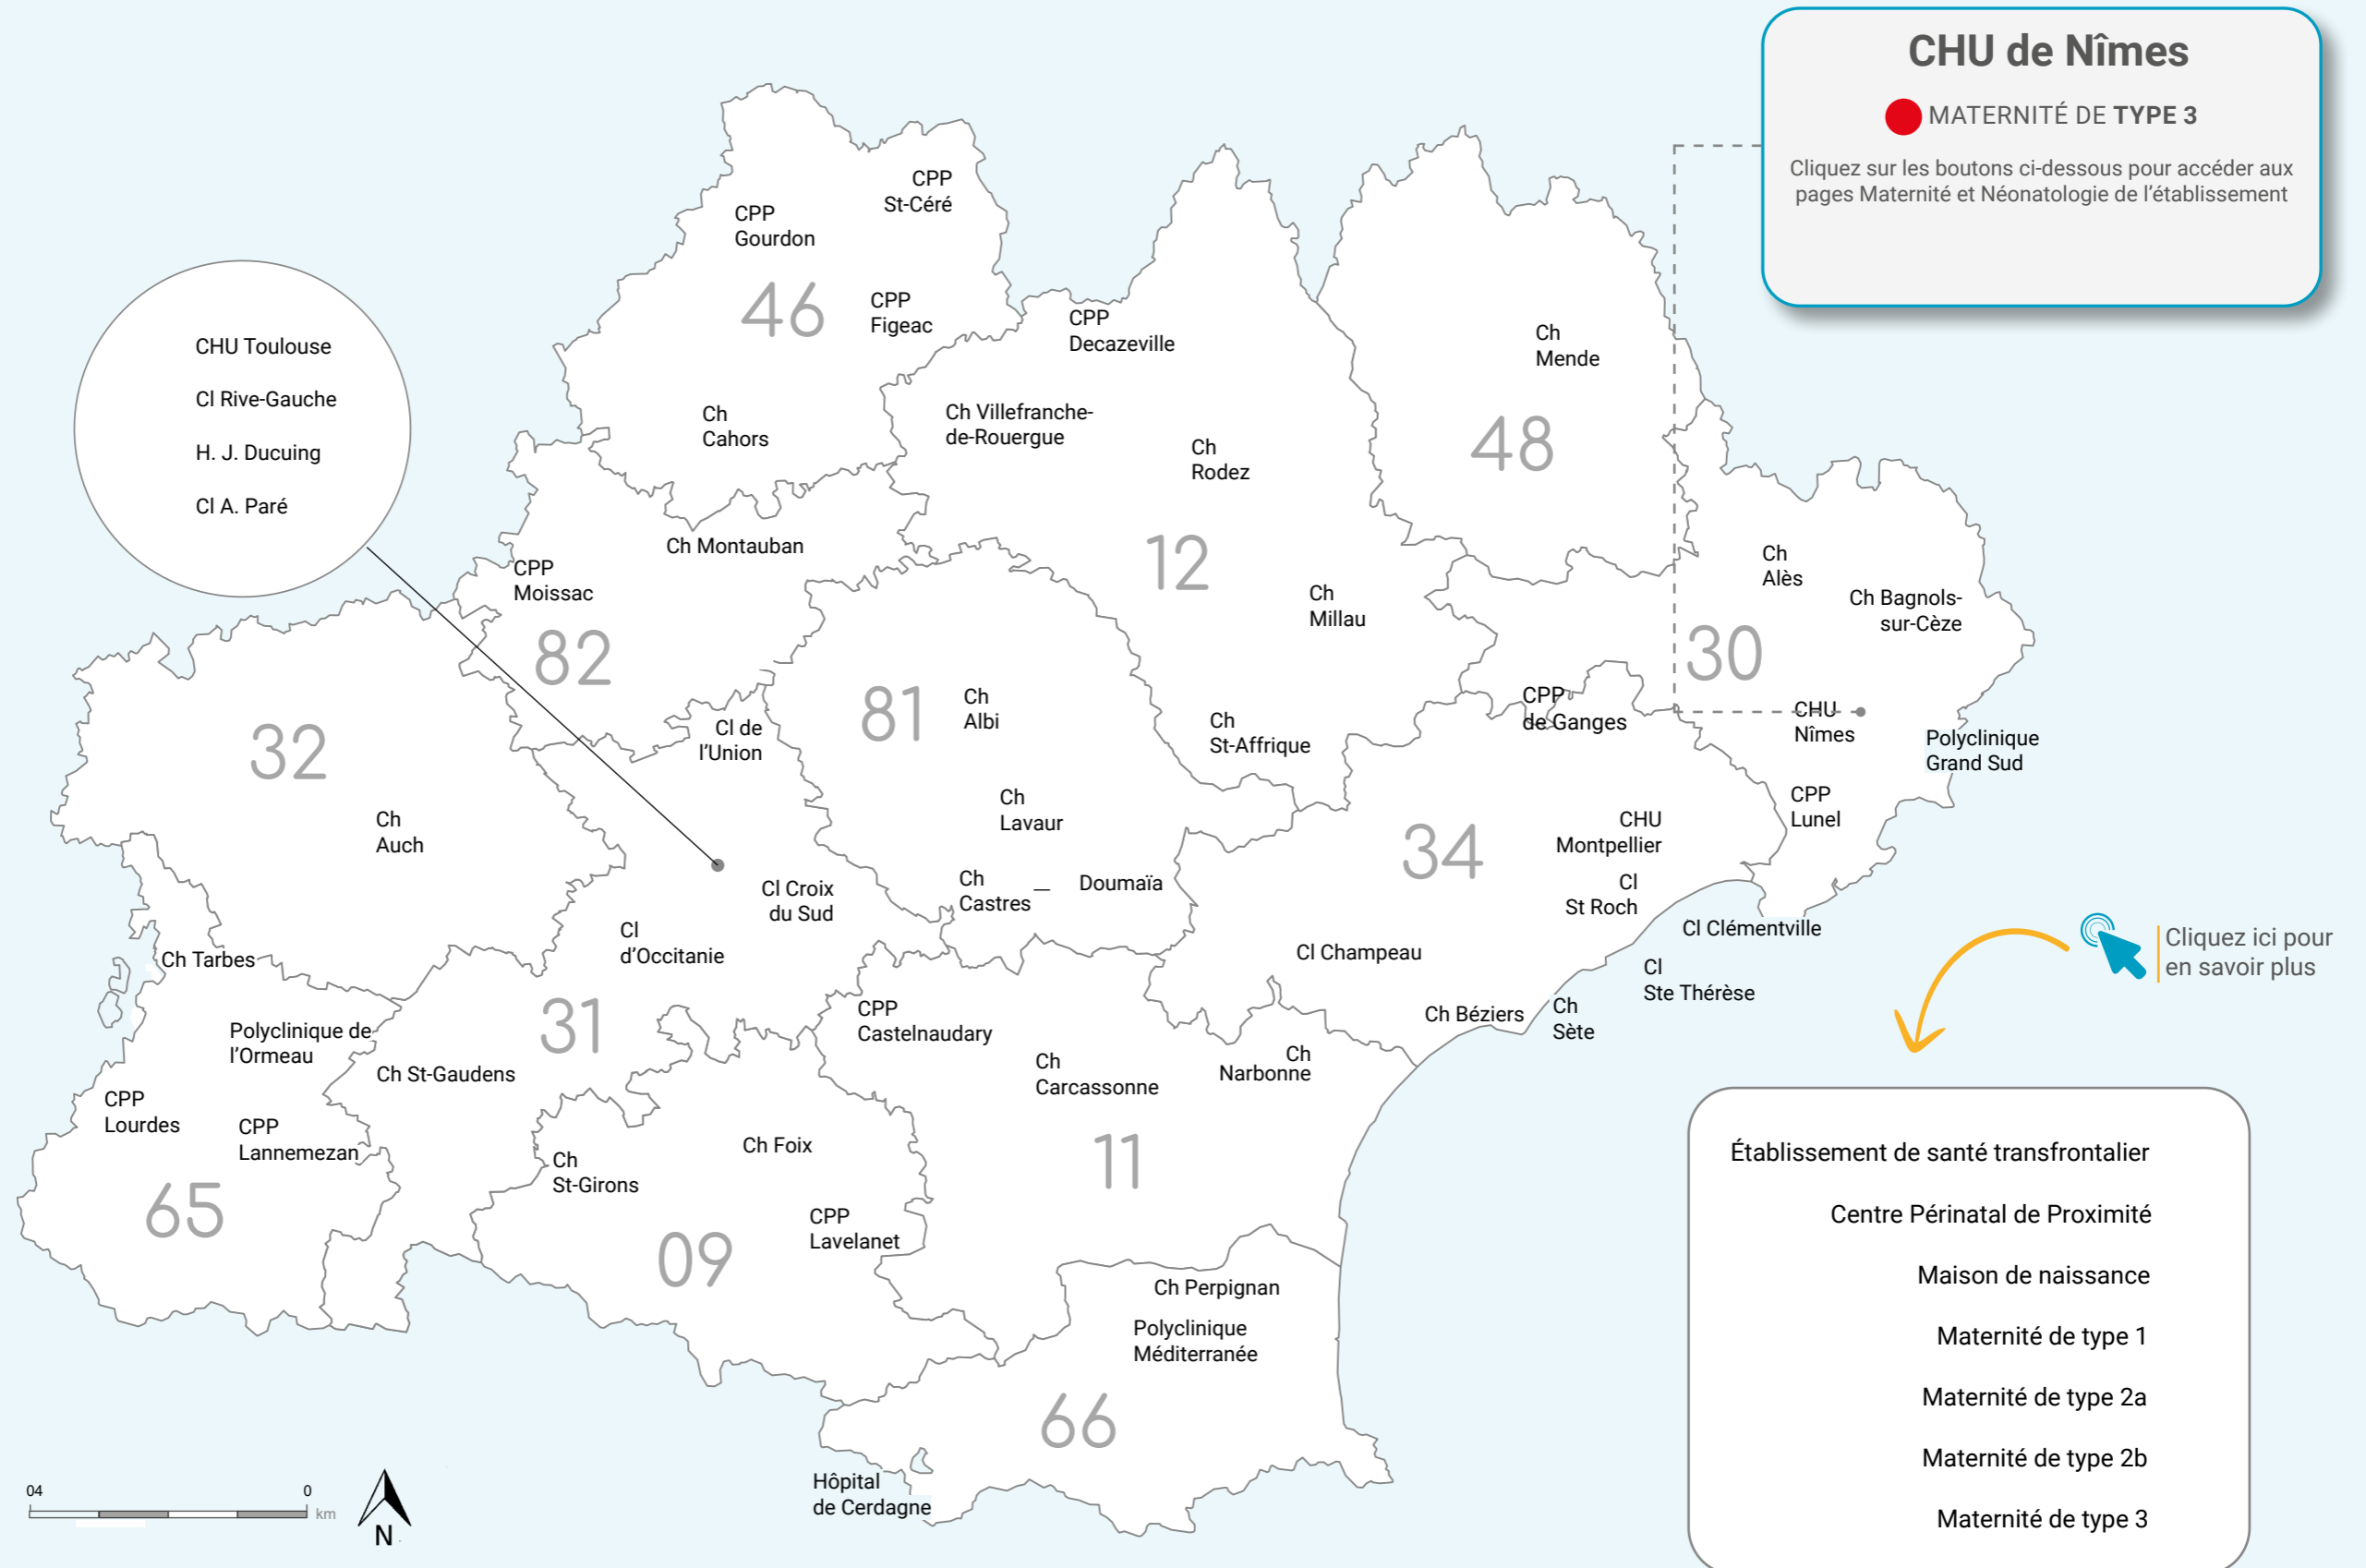 CHU de Nîmes
MATERNITÉ DE TYPE 3
Cliquez sur les boutons ci-dessous pour accéder aux
pages Maternité et Néonatologie de l'établissement
CHU Toulouse
Cl Rive-Gauche
H. J. Ducuing
Cl A. Paré
CPP
St-Céré
CPP
Gourdon
46
CPP
Figeac
Ch
Cahors
CPP
Decazeville
Ch Villefranche-
de-Rouergue
Ch
Rodez
12
Ch
Millau
Ch
St-Affrique
Ch
Mende
48
Ch
Alès
Ch Bagnols-
sur-Cèze
30
CHU
Nîmes
Polyclinique
Grand Sud
CPP
Lunel
Ch Montauban
CPP
Moissac
82
32
Ch
Auch
81
Ch
Albi
Ch
Lavaur
Ch
Castres
—
Doumaïa
Cl de
l'Union
Cl Croix
du Sud
Cl
d'Occitanie
31
Ch St-Gaudens
CPP
de Ganges
34
CHU
Montpellier
Cl
St Roch
Cl Clémentville
Cl Champeau
Cl
Ste Thérèse
Ch Béziers
Ch
Sète
Ch Tarbes
Polyclinique de
l'Ormeau
CPP
Lourdes
CPP
Lannemezan
65
Ch
St-Girons
Ch Foix
CPP
Lavelanet
09
CPP
Castelnaudary
Ch
Carcassonne
Ch
Narbonne
11
Ch Perpignan
Polyclinique
Méditerranée
66
Hôpital
de Cerdagne
Cliquez ici pour
en savoir plus
Établissement de santé transfrontalier
Centre Périnatal de Proximité
Maison de naissance
Maternité de type 1
Maternité de type 2a
Maternité de type 2b
Maternité de type 3
04 0
km
N